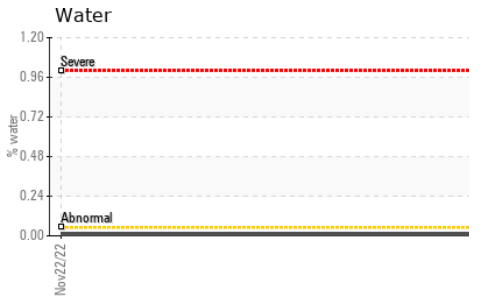 Water
1.20
Severe
0.96
0.72
% water
0.48
0.24
Abnormal
0.00
Nov22/22